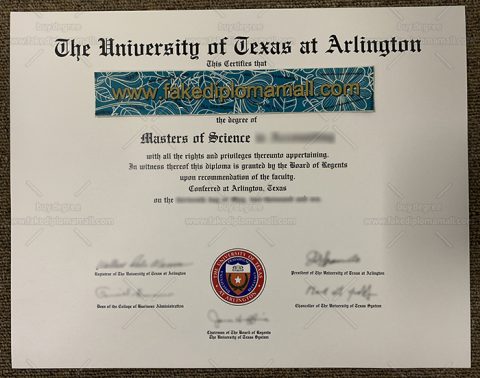 The University of Texas at Arlington
This Certifies that
www.fakediplomamall.com
the degree of
Masters of Science
with all the rights and privileges thereunto appertaining.
In witness thereof this diploma is granted by the Board of Regents
upon recommendation of the faculty.
Conferred at Arlington, Texas
on the
Registrar of The University of Texas at Arlington
President of The University of Texas at Arlington
Dean of the College of Business Administration
Chancellor of The University of Texas System
Chairman of The Board of Regents
The University of Texas System
buydegree
www.fakediplomamall.com